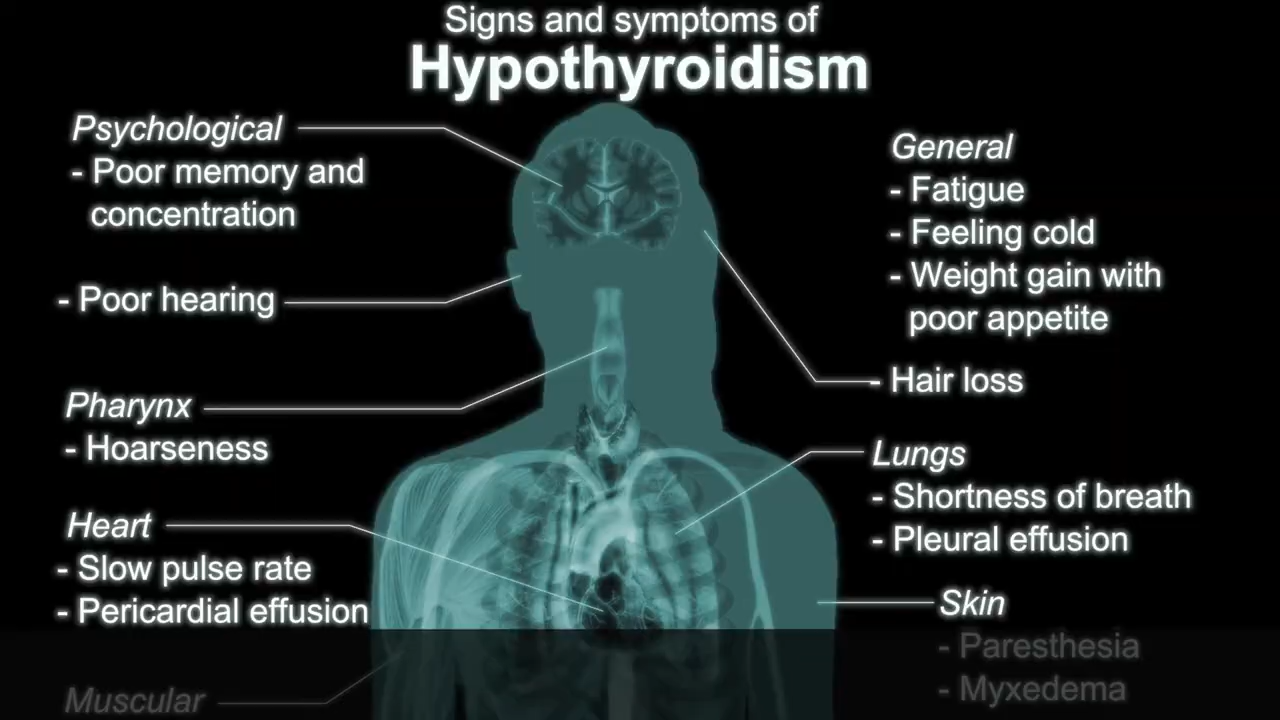 Signs and symptoms of
Hypothyroidism
Psychological
- Poor memory and
concentration
- Poor hearing
Pharynx
- Hoarseness
Heart
- Slow pulse rate
- Pericardial effusion
Muscular
General
- Fatigue
- Feeling cold
- Weight gain with
poor appetite
- Hair loss
Lungs
- Shortness of breath
- Pleural effusion
Skin
- Paresthesia
- Myxedema